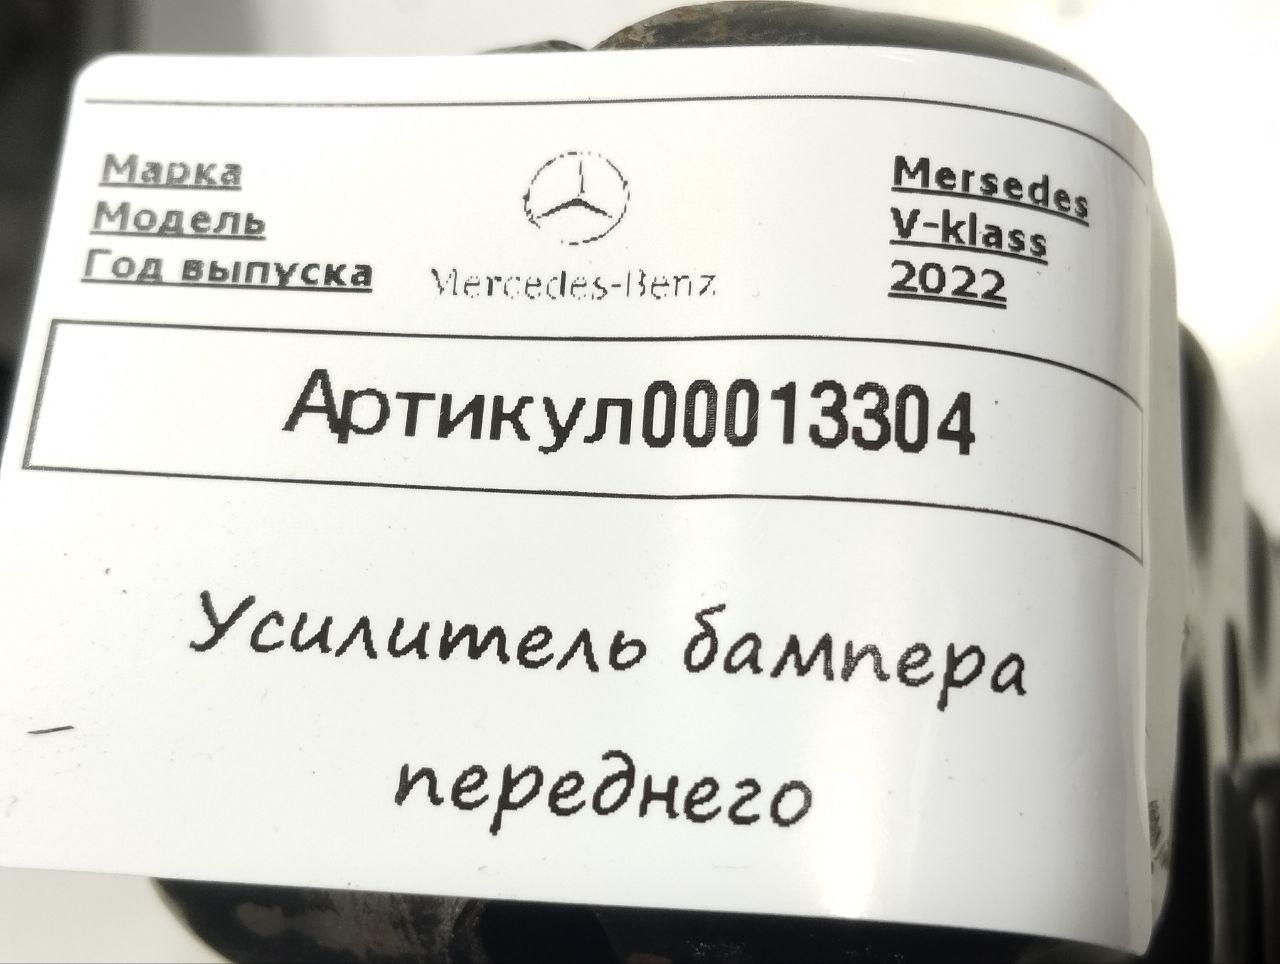 Марка
Модель
Год выпуска
Mercedes-Benz
Mersedes
V-klass
2022
Артикул00013304
Усилитель бампера
переднего